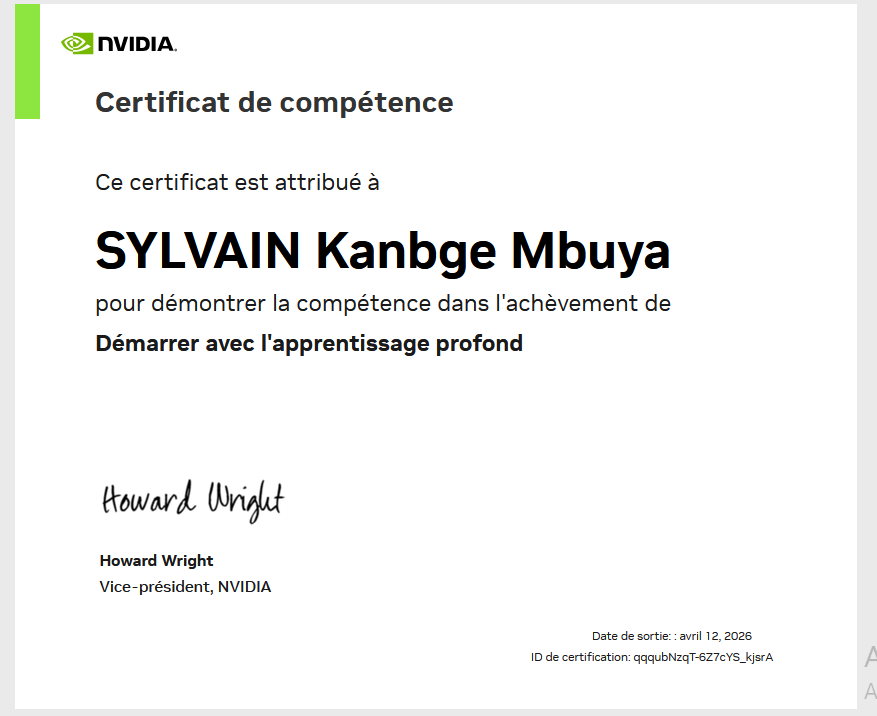 NVIDIA.
Certificat de compétence
Ce certificat est attribué à
SYLVAIN Kanbge Mbuya
pour démontrer la compétence dans l'achèvement de
Démarrer avec l'apprentissage profond
Howard Wright
Howard Wright
Vice-président, NVIDIA
Date de sortie: : avril 12, 2026
ID de certification: qqqubNzqT-6Z7cYS_kjsrA
A
A